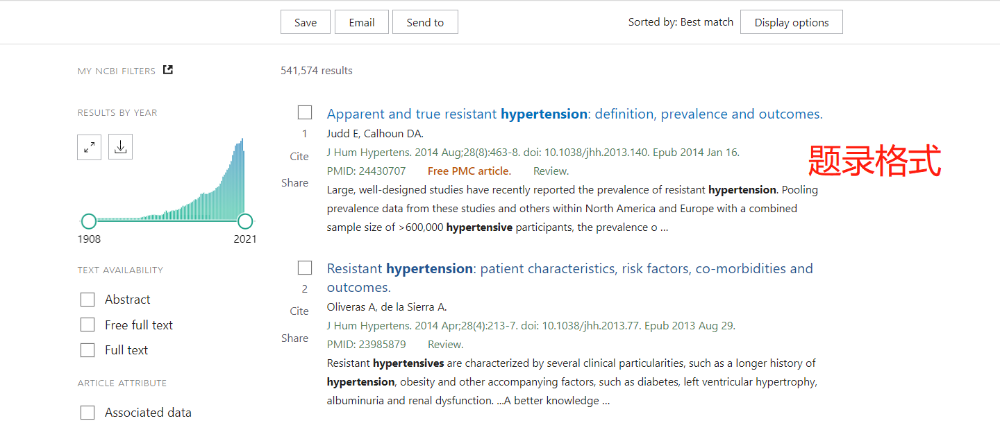 Save
Email
Send to
Sorted by: Best match
Display options
MY NCBI FILTERS
541,574 results
RESULTS BY YEAR
1908
2021
TEXT AVAILABILITY
Abstract
Free full text
Full text
ARTICLE ATTRIBUTE
Associated data
1
Cite
Share
Apparent and true resistant hypertension: definition, prevalence and outcomes.
Judd E, Calhoun DA.
J Hum Hypertens. 2014 Aug;28(8):463-8. doi: 10.1038/jhh.2013.140. Epub 2014 Jan 16.
PMID: 24430707 Free PMC article. Review.
Large, well-designed studies have recently reported the prevalence of resistant hypertension. Pooling
prevalence data from these studies and others within North America and Europe with a combined
sample size of >600,000 hypertensive participants, the prevalence o ...
题录格式
2
Cite
Share
Resistant hypertension: patient characteristics, risk factors, co-morbidities and
outcomes.
Oliveras A, de la Sierra A.
J Hum Hypertens. 2014 Apr;28(4):213-7. doi: 10.1038/jhh.2013.77. Epub 2013 Aug 29.
PMID: 23985879 Review.
Resistant hypertensives are characterized by several clinical particularities, such as a longer history of
hypertension, obesity and other accompanying factors, such as diabetes, left ventricular hypertrophy,
albuminuria and renal dysfunction. ...A better knowledge ...